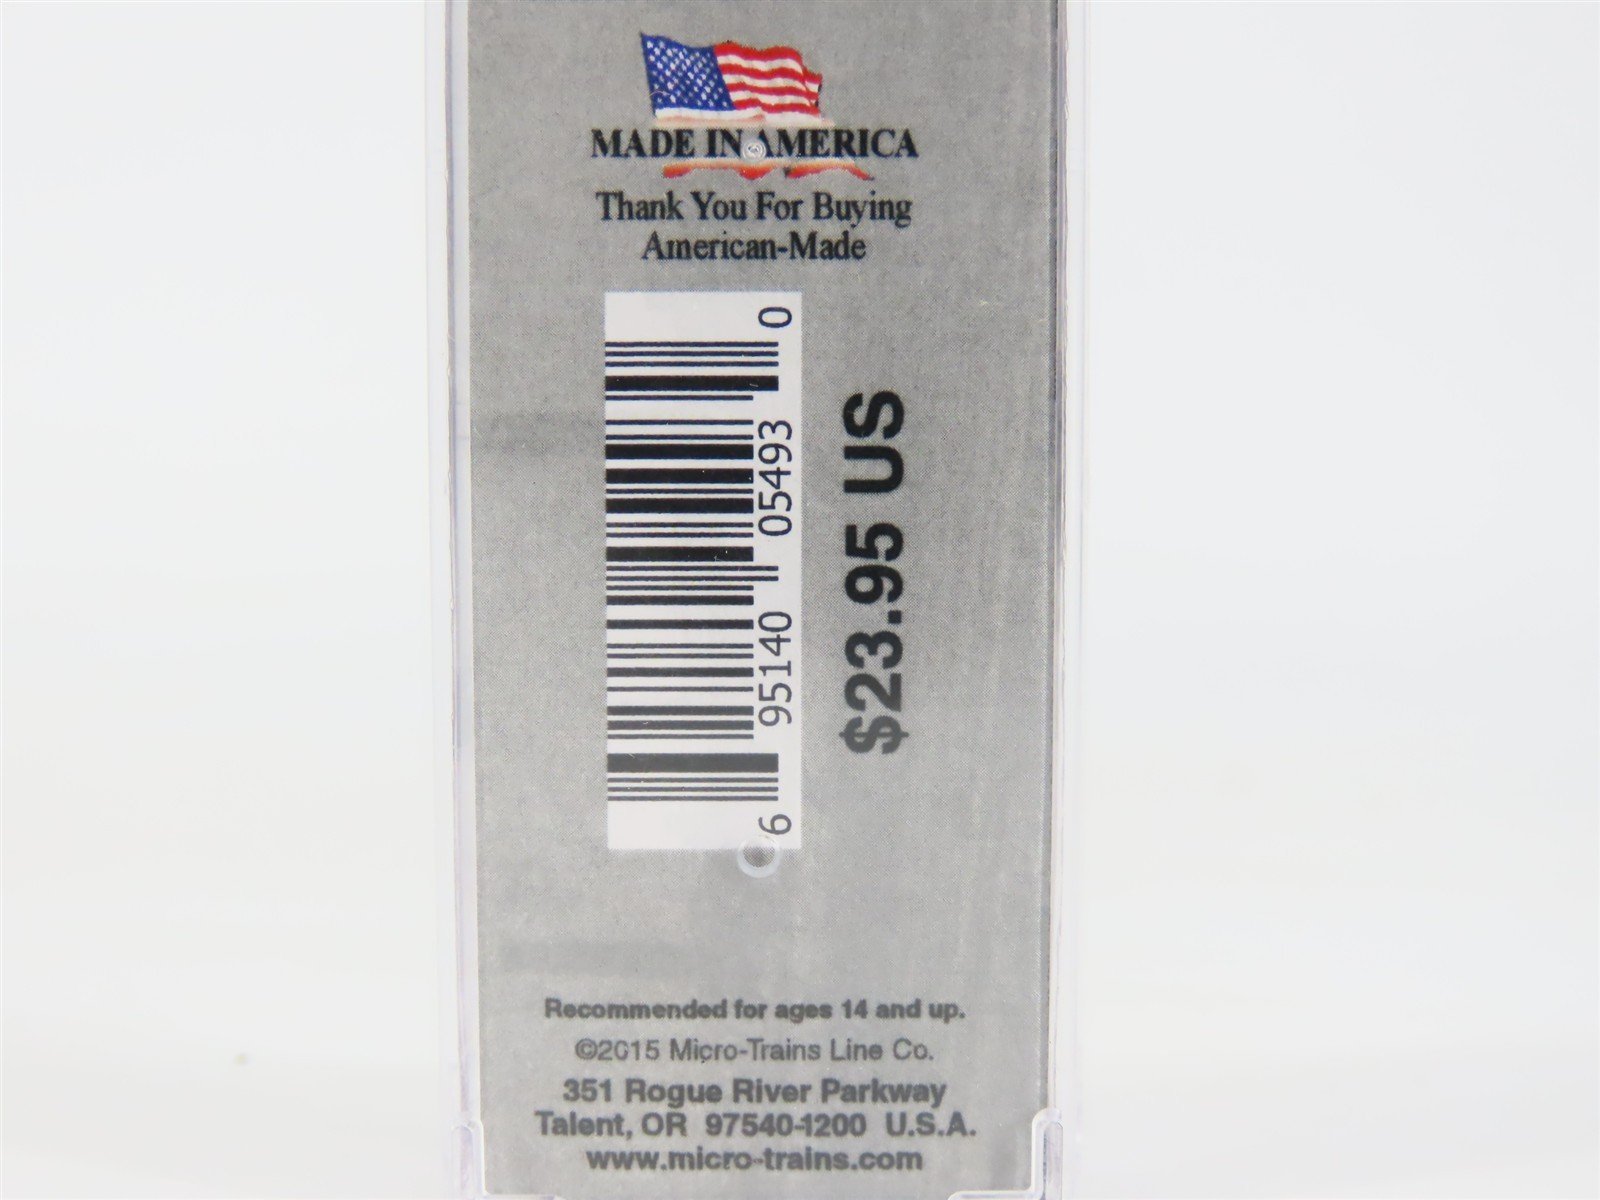 MADE IN AMERICA
Thank You For Buying
American-Made
6 95140 05493 0
$23.95 US
Recommended for ages 14 and up.
©2015 Micro-Trains Line Co.
351 Rogue River Parkway
Talent, OR 97540-1200 U.S.A.
www.micro-trains.com